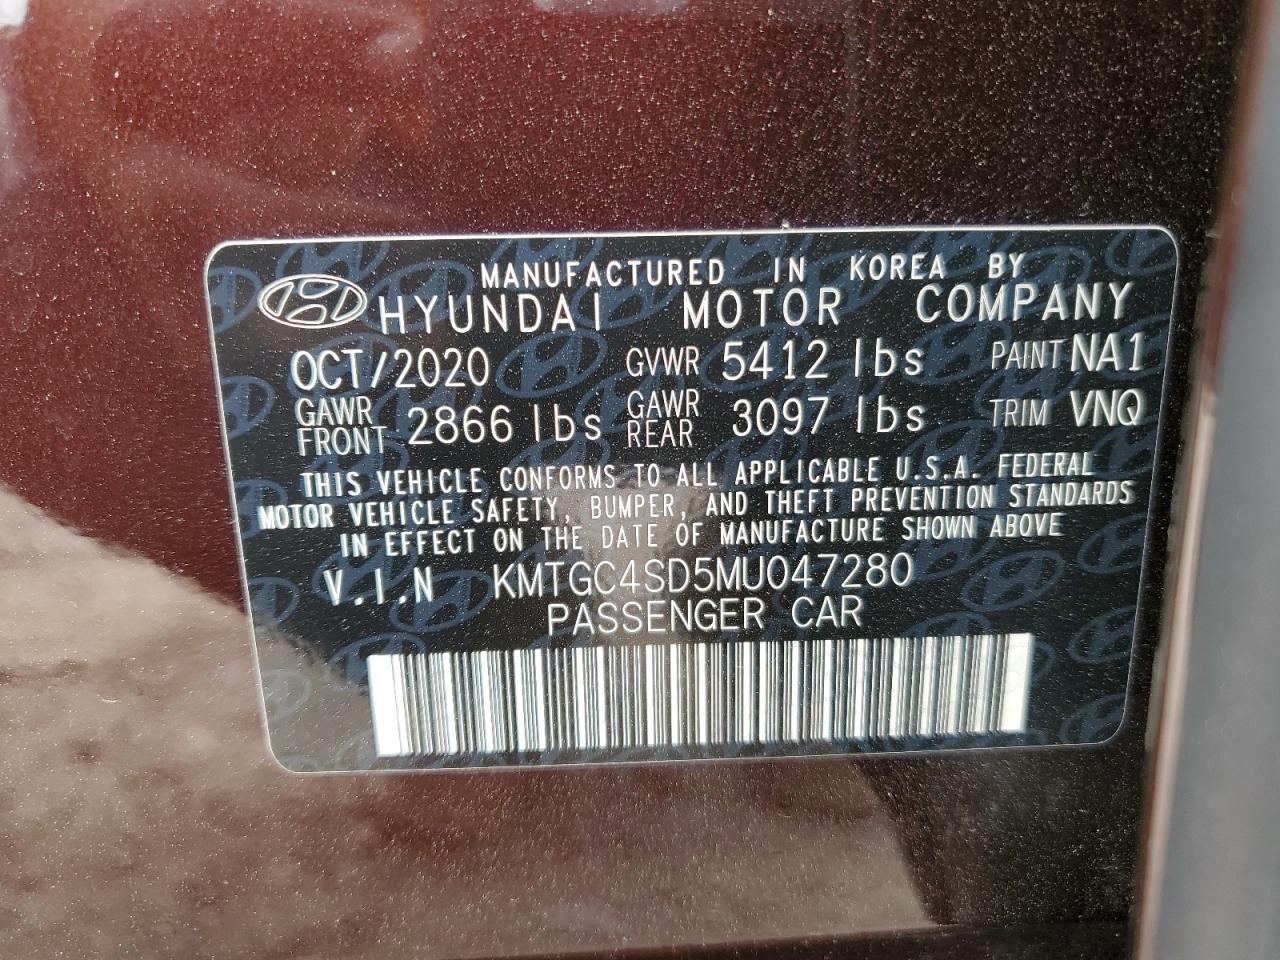 MANUFACTURED IN KOREA BY
HYUNDAI MOTOR COMPANY
OCT/2020 GVWR 5412 lbs PAINT NA1
GAWR FRONT 2866 lbs GAWR REAR 3097 lbs TRIM VNQ
THIS VEHICLE CONFORMS TO ALL APPLICABLE U.S.A. FEDERAL
MOTOR VEHICLE SAFETY, BUMPER, AND THEFT PREVENTION STANDARDS
IN EFFECT ON THE DATE OF MANUFACTURE SHOWN ABOVE
V.I.N KMTGC4SD5MU047280
PASSENGER CAR